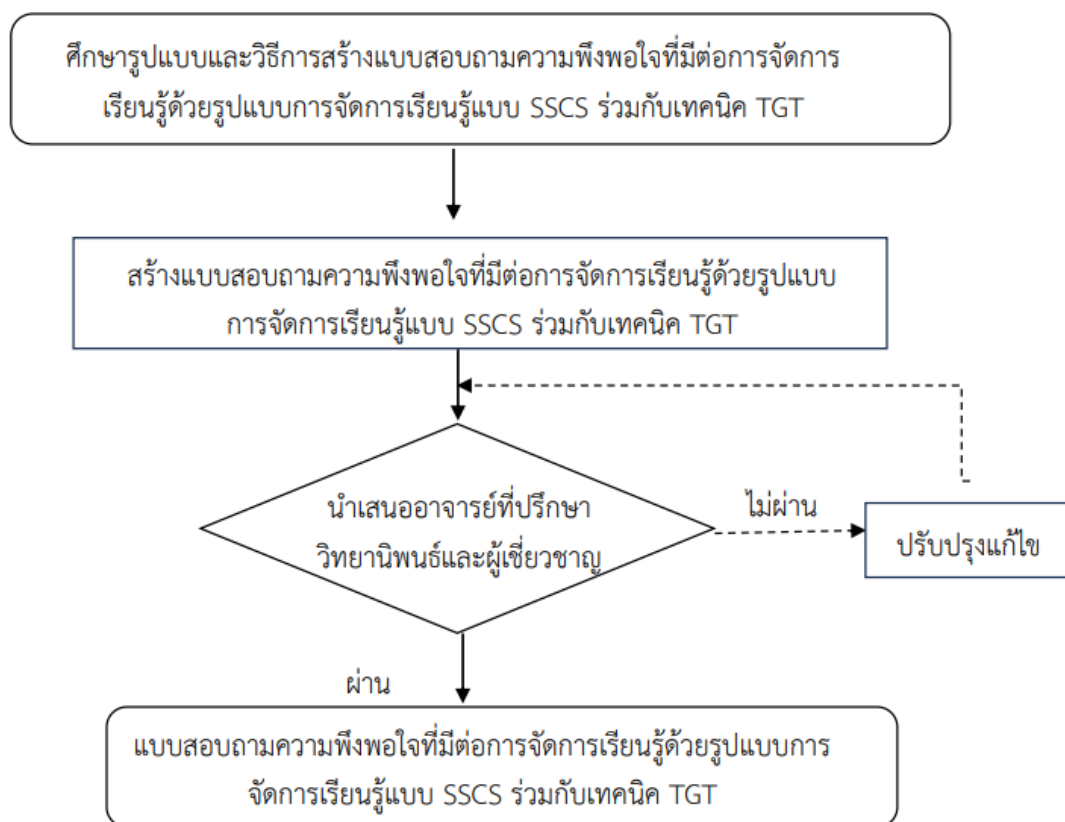 ศึกษารูปแบบและวิธีการสร้างแบบสอบถามความพึงพอใจที่มีต่อการจัดการ
เรียนรู้ด้วยรูปแบบการจัดการเรียนรู้แบบ SSCS ร่วมกับเทคนิค TGT
สร้างแบบสอบถามความพึงพอใจที่มีต่อการจัดการเรียนรู้ด้วยรูปแบบ
การจัดการเรียนรู้แบบ SSCS ร่วมกับเทคนิค TGT
นำเสนออาจารย์ที่ปรึกษา
วิทยานิพนธ์และผู้เชี่ยวชาญ
ไม่ผ่าน
ปรับปรุงแก้ไข
ผ่าน
แบบสอบถามความพึงพอใจที่มีต่อการจัดการเรียนรู้ด้วยรูปแบบการ
จัดการเรียนรู้แบบ SSCS ร่วมกับเทคนิค TGT